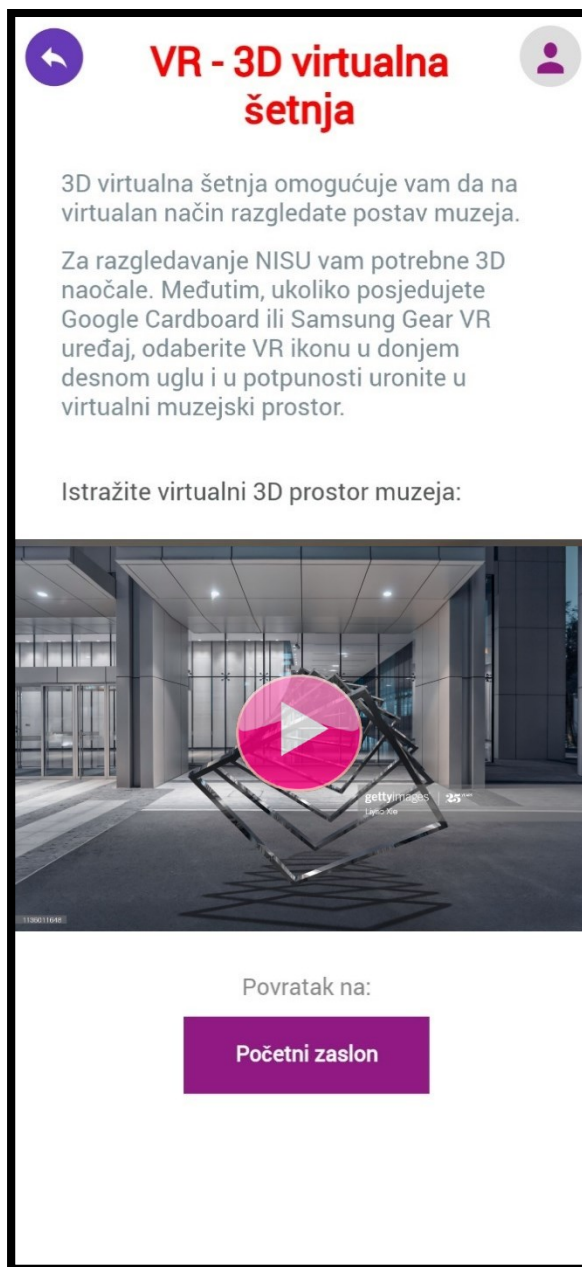 VR - 3D virtualna
šetnja
3D virtualna šetnja omogućuje vam da na
virtualan način razgledate postav muzeja.
Za razgledavanje NISU vam potrebne 3D
naočale. Međutim, ukoliko posjedujete
Google Cardboard ili Samsung Gear VR
uređaj, odaberite VR ikonu u donjem
desnom uglu i u potpunosti uronite u
virtualni muzejski prostor.
Istražite virtualni 3D prostor muzeja:
gettyimages | 25
1136011648
Povratak na:
Početni zaslon